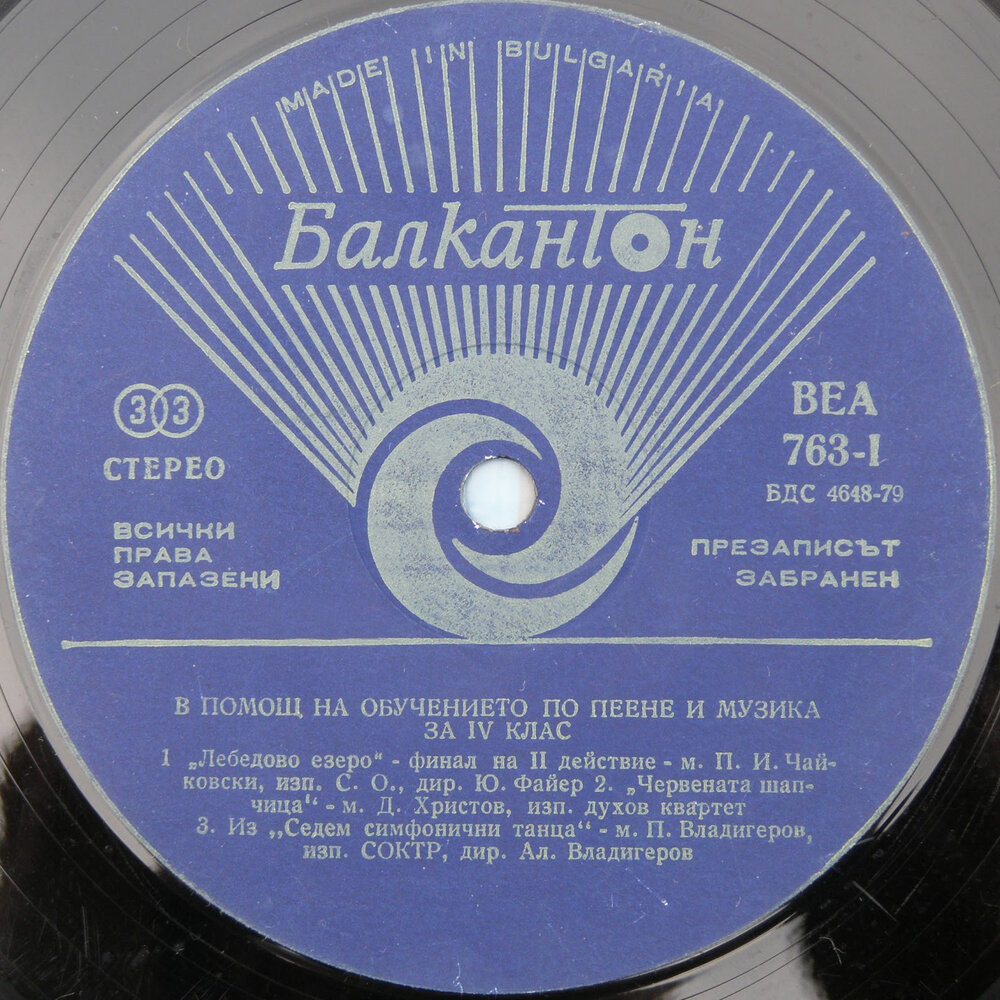 MADE IN BULGARIA
Балкантон
33
СТЕРЕО
ВСИЧКИ
ПРАВА
ЗАПАЗЕНИ
ВЕА
763-I
БДС 4648-79
ПРЕЗАПИСЪТ
ЗАБРАНЕН
В ПОМОЩ НА ОБУЧЕНИЕТО ПО ПЕЕНЕ И МУЗИКА
ЗА IV КЛАС
1 „Лебедово езеро" - финал на II действие - м. П. И. Чай-
ковски, изп. С. О., дир. Ю. Файер 2. „Червената шап-
чица" - м. Д. Христов, изп. духов квартет
3. Из „Седем симфонични танца" - м. П. Владигеров,
изп. СОКТР, дир. Ал. Владигеров